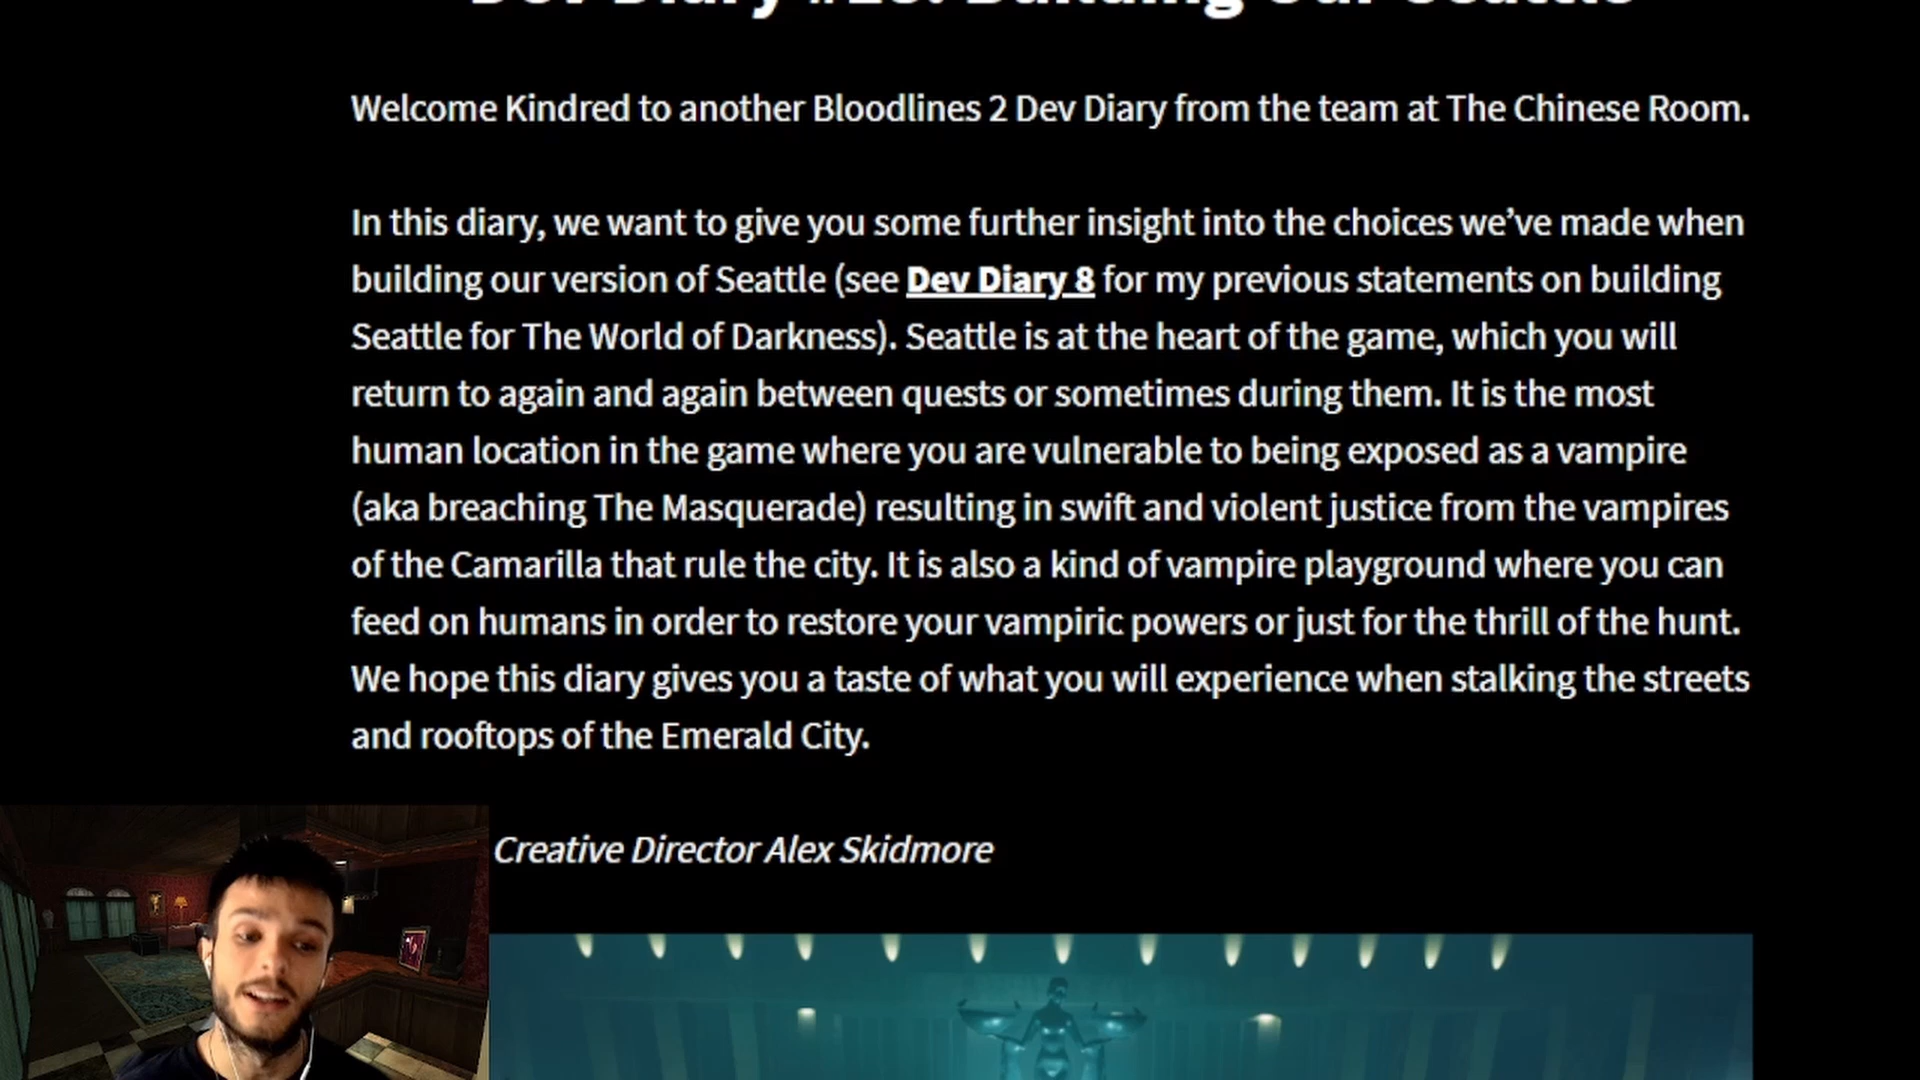 Welcome Kindred to another Bloodlines 2 Dev Diary from the team at The Chinese Room.
In this diary, we want to give you some further insight into the choices we’ve made when
building our version of Seattle (see Dev Diary 8 for my previous statements on building
Seattle for The World of Darkness). Seattle is at the heart of the game, which you will
return to again and again between quests or sometimes during them. It is the most
human location in the game where you are vulnerable to being exposed as a vampire
(aka breaching The Masquerade) resulting in swift and violent justice from the vampires
of the Camarilla that rule the city. It is also a kind of vampire playground where you can
feed on humans in order to restore your vampiric powers or just for the thrill of the hunt.
We hope this diary gives you a taste of what you will experience when stalking the streets
and rooftops of the Emerald City.
Creative Director Alex Skidmore